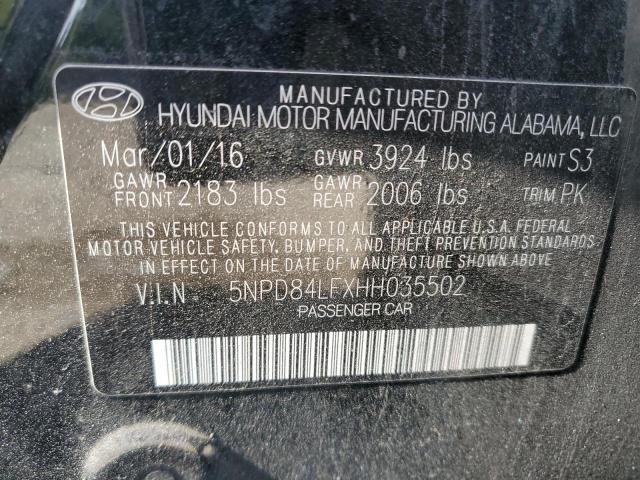 MANUFACTURED BY
HYUNDAI MOTOR MANUFACTURING ALABAMA, LLC
Mar/01/16 GVWR 3924 lbs PAINT S3
GAWR FRONT 2183 lbs GAWR REAR 2006 lbs TRIM PK
THIS VEHICLE CONFORMS TO ALL APPLICABLE U.S.A. FEDERAL
MOTOR VEHICLE SAFETY, BUMPER, AND THEFT PREVENTION STANDARDS
IN EFFECT ON THE DATE OF MANUFACTURE SHOWN ABOVE.
V.I.N 5NPD84LFXHH035502
PASSENGER CAR